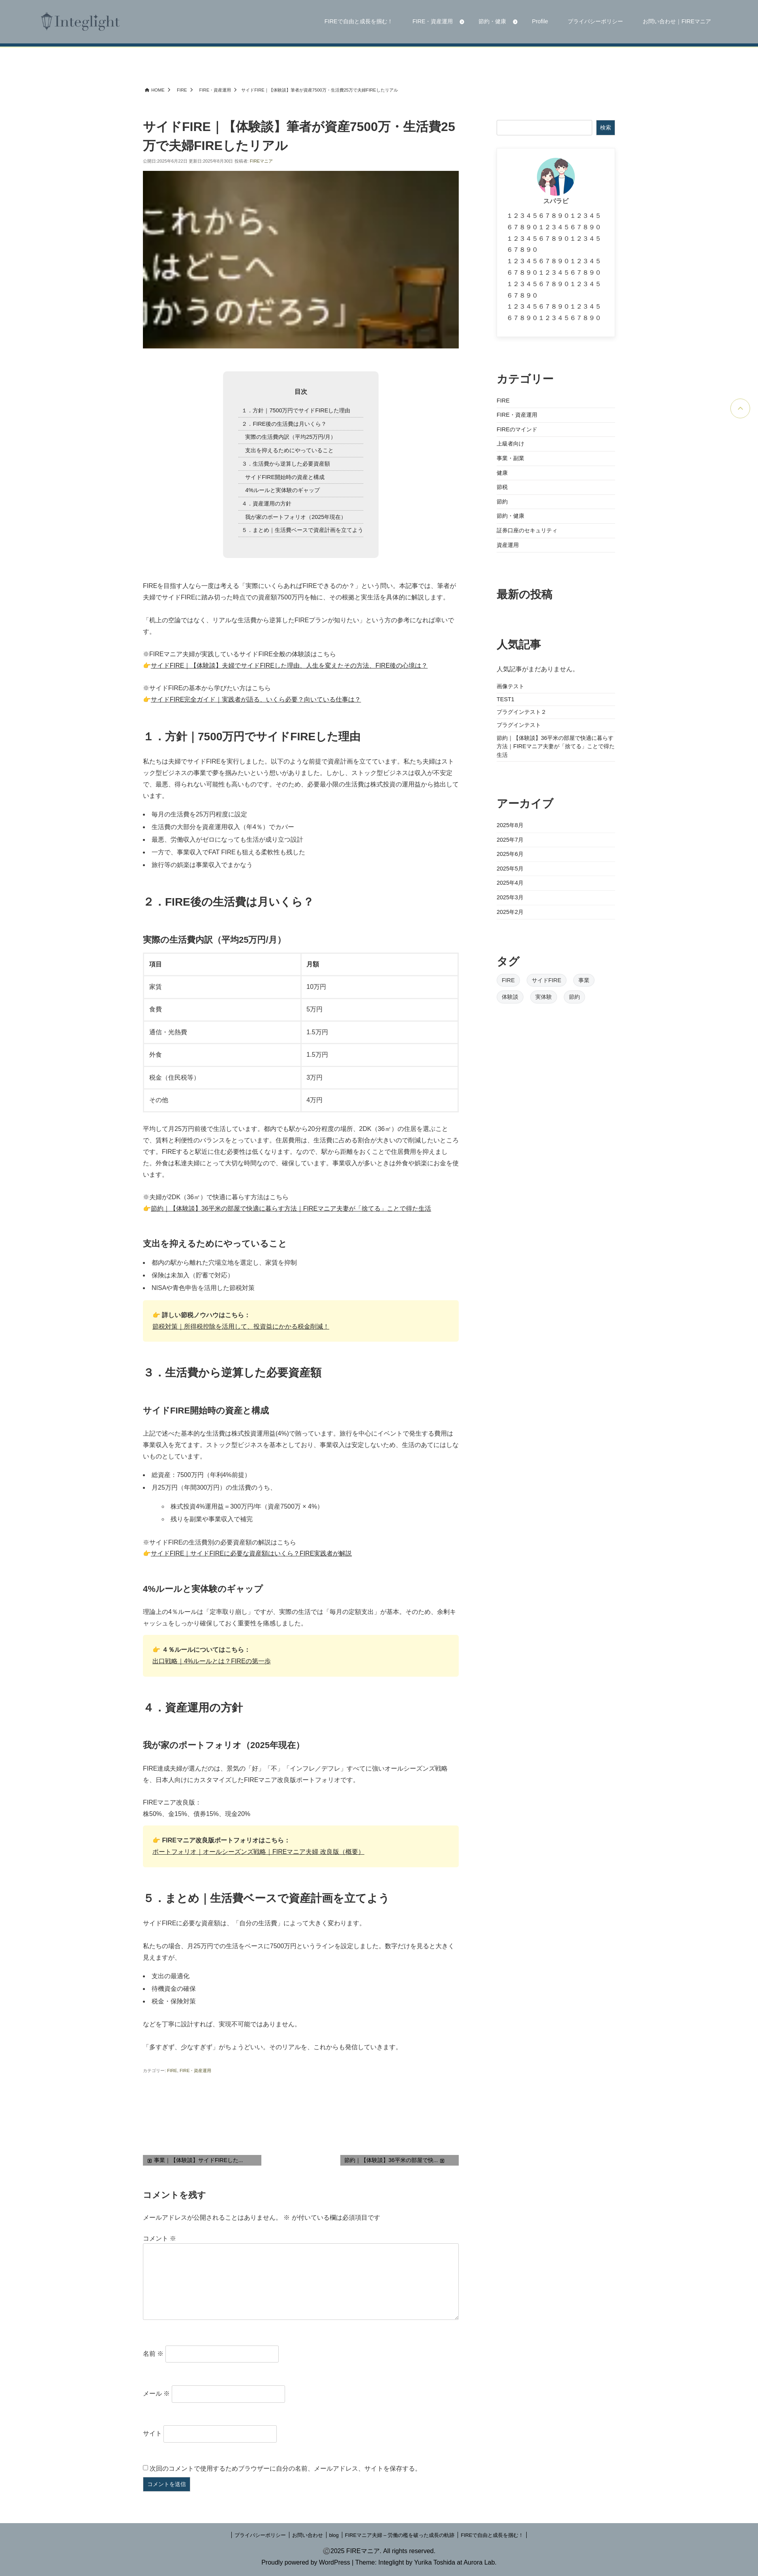 Integlight
FIREで自由と成長を掴む！
FIRE・資産運用
節約・健康
Profile
プライバシーポリシー
お問い合わせ｜FIREマニア
HOME
FIRE
FIRE・資産運用
サイドFIRE｜【体験談】筆者が資産7500万・生活費25万で夫婦FIREしたリアル
サイドFIRE｜【体験談】筆者が資産7500万・生活費25
万で夫婦FIREしたリアル
公開日:2025年6月22日 更新日:2025年8月30日 投稿者: FIREマニア
これから、
はどこへ
向かうのだろう」
目次
１．方針｜7500万円でサイドFIREした理由
２．FIRE後の生活費は月いくら？
実際の生活費内訳（平均25万円/月）
支出を抑えるためにやっていること
３．生活費から逆算した必要資産額
サイドFIRE開始時の資産と構成
4%ルールと実体験のギャップ
４．資産運用の方針
我が家のポートフォリオ（2025年現在）
５．まとめ｜生活費ベースで資産計画を立てよう
FIREを目指す人なら一度は考える「実際にいくらあればFIREできるのか？」という問い。本記事では、筆者が
夫婦でサイドFIREに踏み切った時点での資産額7500万円を軸に、その根拠と実生活を具体的に解説します。
「机上の空論ではなく、リアルな生活費から逆算したFIREプランが知りたい」という方の参考になれば幸いで
す。
※FIREマニア夫婦が実践しているサイドFIRE全般の体験談はこちら
👉サイドFIRE｜【体験談】夫婦でサイドFIREした理由、人生を変えたその方法、FIRE後の心境は？
※サイドFIREの基本から学びたい方はこちら
👉サイドFIRE完全ガイド｜実践者が語る、いくら必要？向いている仕事は？
１．方針｜7500万円でサイドFIREした理由
私たちは夫婦でサイドFIREを実行しました。以下のような前提で資産計画を立てています。私たち夫婦はストッ
ク型ビジネスの事業で夢を掴みたいという想いがありました。しかし、ストック型ビジネスは収入が不安定
で、最悪、得られない可能性も高いものです。そのため、必要最小限の生活費は株式投資の運用益から捻出して
います。
毎月の生活費を25万円程度に設定
生活費の大部分を資産運用収入（年4％）でカバー
最悪、労働収入がゼロになっても生活が成り立つ設計
一方で、事業収入でFAT FIREも狙える柔軟性も残した
旅行等の娯楽は事業収入でまかなう
２．FIRE後の生活費は月いくら？
実際の生活費内訳（平均25万円/月）
項目 月額
家賃 10万円
食費 5万円
通信・光熱費 1.5万円
外食 1.5万円
税金（住民税等） 3万円
その他 4万円
平均して月25万円前後で生活しています。都内でも駅から20分程度の場所、2DK（36㎡）の住居を選ぶこと
で、賃料と利便性のバランスをとっています。住居費用は、生活費に占める割合が大きいので削減したいところ
です。FIREすると駅近に住む必要性は低くなります。なので、駅から距離をおくことで住居費用を抑えまし
た。外食は私達夫婦にとって大切な時間なので、確保しています。事業収入が多いときは外食や娯楽にお金を使
います。
※夫婦が2DK（36㎡）で快適に暮らす方法はこちら
👉節約｜【体験談】36平米の部屋で快適に暮らす方法｜FIREマニア夫妻が「捨てる」ことで得た生活
支出を抑えるためにやっていること
都内の駅から離れた穴場立地を選定し、家賃を抑制
保険は未加入（貯蓄で対応）
NISAや青色申告を活用した節税対策
👉 詳しい節税ノウハウはこちら：
節税対策｜所得税控除を活用して、投資益にかかる税金削減！
３．生活費から逆算した必要資産額
サイドFIRE開始時の資産と構成
上記で述べた基本的な生活費は株式投資運用益(4%)で賄っています。旅行を中心にイベントで発生する費用は
事業収入を充てます。ストック型ビジネスを基本としており、事業収入は安定しないため、生活のあてにはしな
いものとしています。
総資産：7500万円（年利4%前提）
月25万円（年間300万円）の生活費のうち、
株式投資4%運用益＝300万円/年（資産7500万 × 4%）
残りを副業や事業収入で補完
※サイドFIREの生活費別の必要資産額の解説はこちら
👉サイドFIRE｜サイドFIREに必要な資産額はいくら？FIRE実践者が解説
4%ルールと実体験のギャップ
理論上の4％ルールは「定率取り崩し」ですが、実際の生活では「毎月の定額支出」が基本。そのため、余剰キ
ャッシュをしっかり確保しておく重要性を痛感しました。
👉 ４％ルールについてはこちら：
出口戦略｜4%ルールとは？FIREの第一歩
４．資産運用の方針
我が家のポートフォリオ（2025年現在）
FIRE達成夫婦が選んだのは、景気の「好」「不」「インフレ／デフレ」すべてに強いオールシーズンズ戦略
を、日本人向けにカスタマイズしたFIREマニア改良版ポートフォリオです。
FIREマニア改良版：
株50%、金15%、債券15%、現金20%
👉 FIREマニア改良版ポートフォリオはこちら：
ポートフォリオ｜オールシーズンズ戦略｜FIREマニア夫婦 改良版（概要）
５．まとめ｜生活費ベースで資産計画を立てよう
サイドFIREに必要な資産額は、「自分の生活費」によって大きく変わります。
私たちの場合、月25万円での生活をベースに7500万円というラインを設定しました。数字だけを見ると大きく
見えますが、
支出の最適化
待機資金の確保
税金・保険対策
などを丁寧に設計すれば、実現不可能ではありません。
「多すぎず、少なすぎず」がちょうどいい。そのリアルを、これからも発信していきます。
カテゴリー: FIRE, FIRE・資産運用
事業｜【体験談】サイドFIREした...
節約｜【体験談】36平米の部屋で快...
コメントを残す
メールアドレスが公開されることはありません。 ※ が付いている欄は必須項目です
コメント ※
名前 ※
メール ※
サイト
次回のコメントで使用するためブラウザーに自分の名前、メールアドレス、サイトを保存する。
コメントを送信
検索
スバラビ
１２３４５６７８９０１２３４５
６７８９０１２３４５６７８９０
１２３４５６７８９０１２３４５
６７８９０
１２３４５６７８９０１２３４５
６７８９０１２３４５６７８９０
１２３４５６７８９０１２３４５
６７８９０
１２３４５６７８９０１２３４５
６７８９０１２３４５６７８９０
カテゴリー
FIRE
FIRE・資産運用
FIREのマインド
上級者向け
事業・副業
健康
節税
節約
節約・健康
証券口座のセキュリティ
資産運用
最新の投稿
人気記事
人気記事がまだありません。
画像テスト
TEST1
プラグインテスト２
プラグインテスト
節約｜【体験談】36平米の部屋で快適に暮らす
方法｜FIREマニア夫妻が「捨てる」ことで得た
生活
アーカイブ
2025年8月
2025年7月
2025年6月
2025年5月
2025年4月
2025年3月
2025年2月
タグ
FIRE
サイドFIRE
事業
体験談
実体験
節約
プライバシーポリシー
お問い合わせ
blog
FIREマニア夫婦 – 労働の檻を破った成長の軌跡
FIREで自由と成長を掴む！
Ⓒ2025 FIREマニア. All rights reserved.
Proudly powered by WordPress | Theme: Integlight by Yurika Toshida at Aurora Lab.